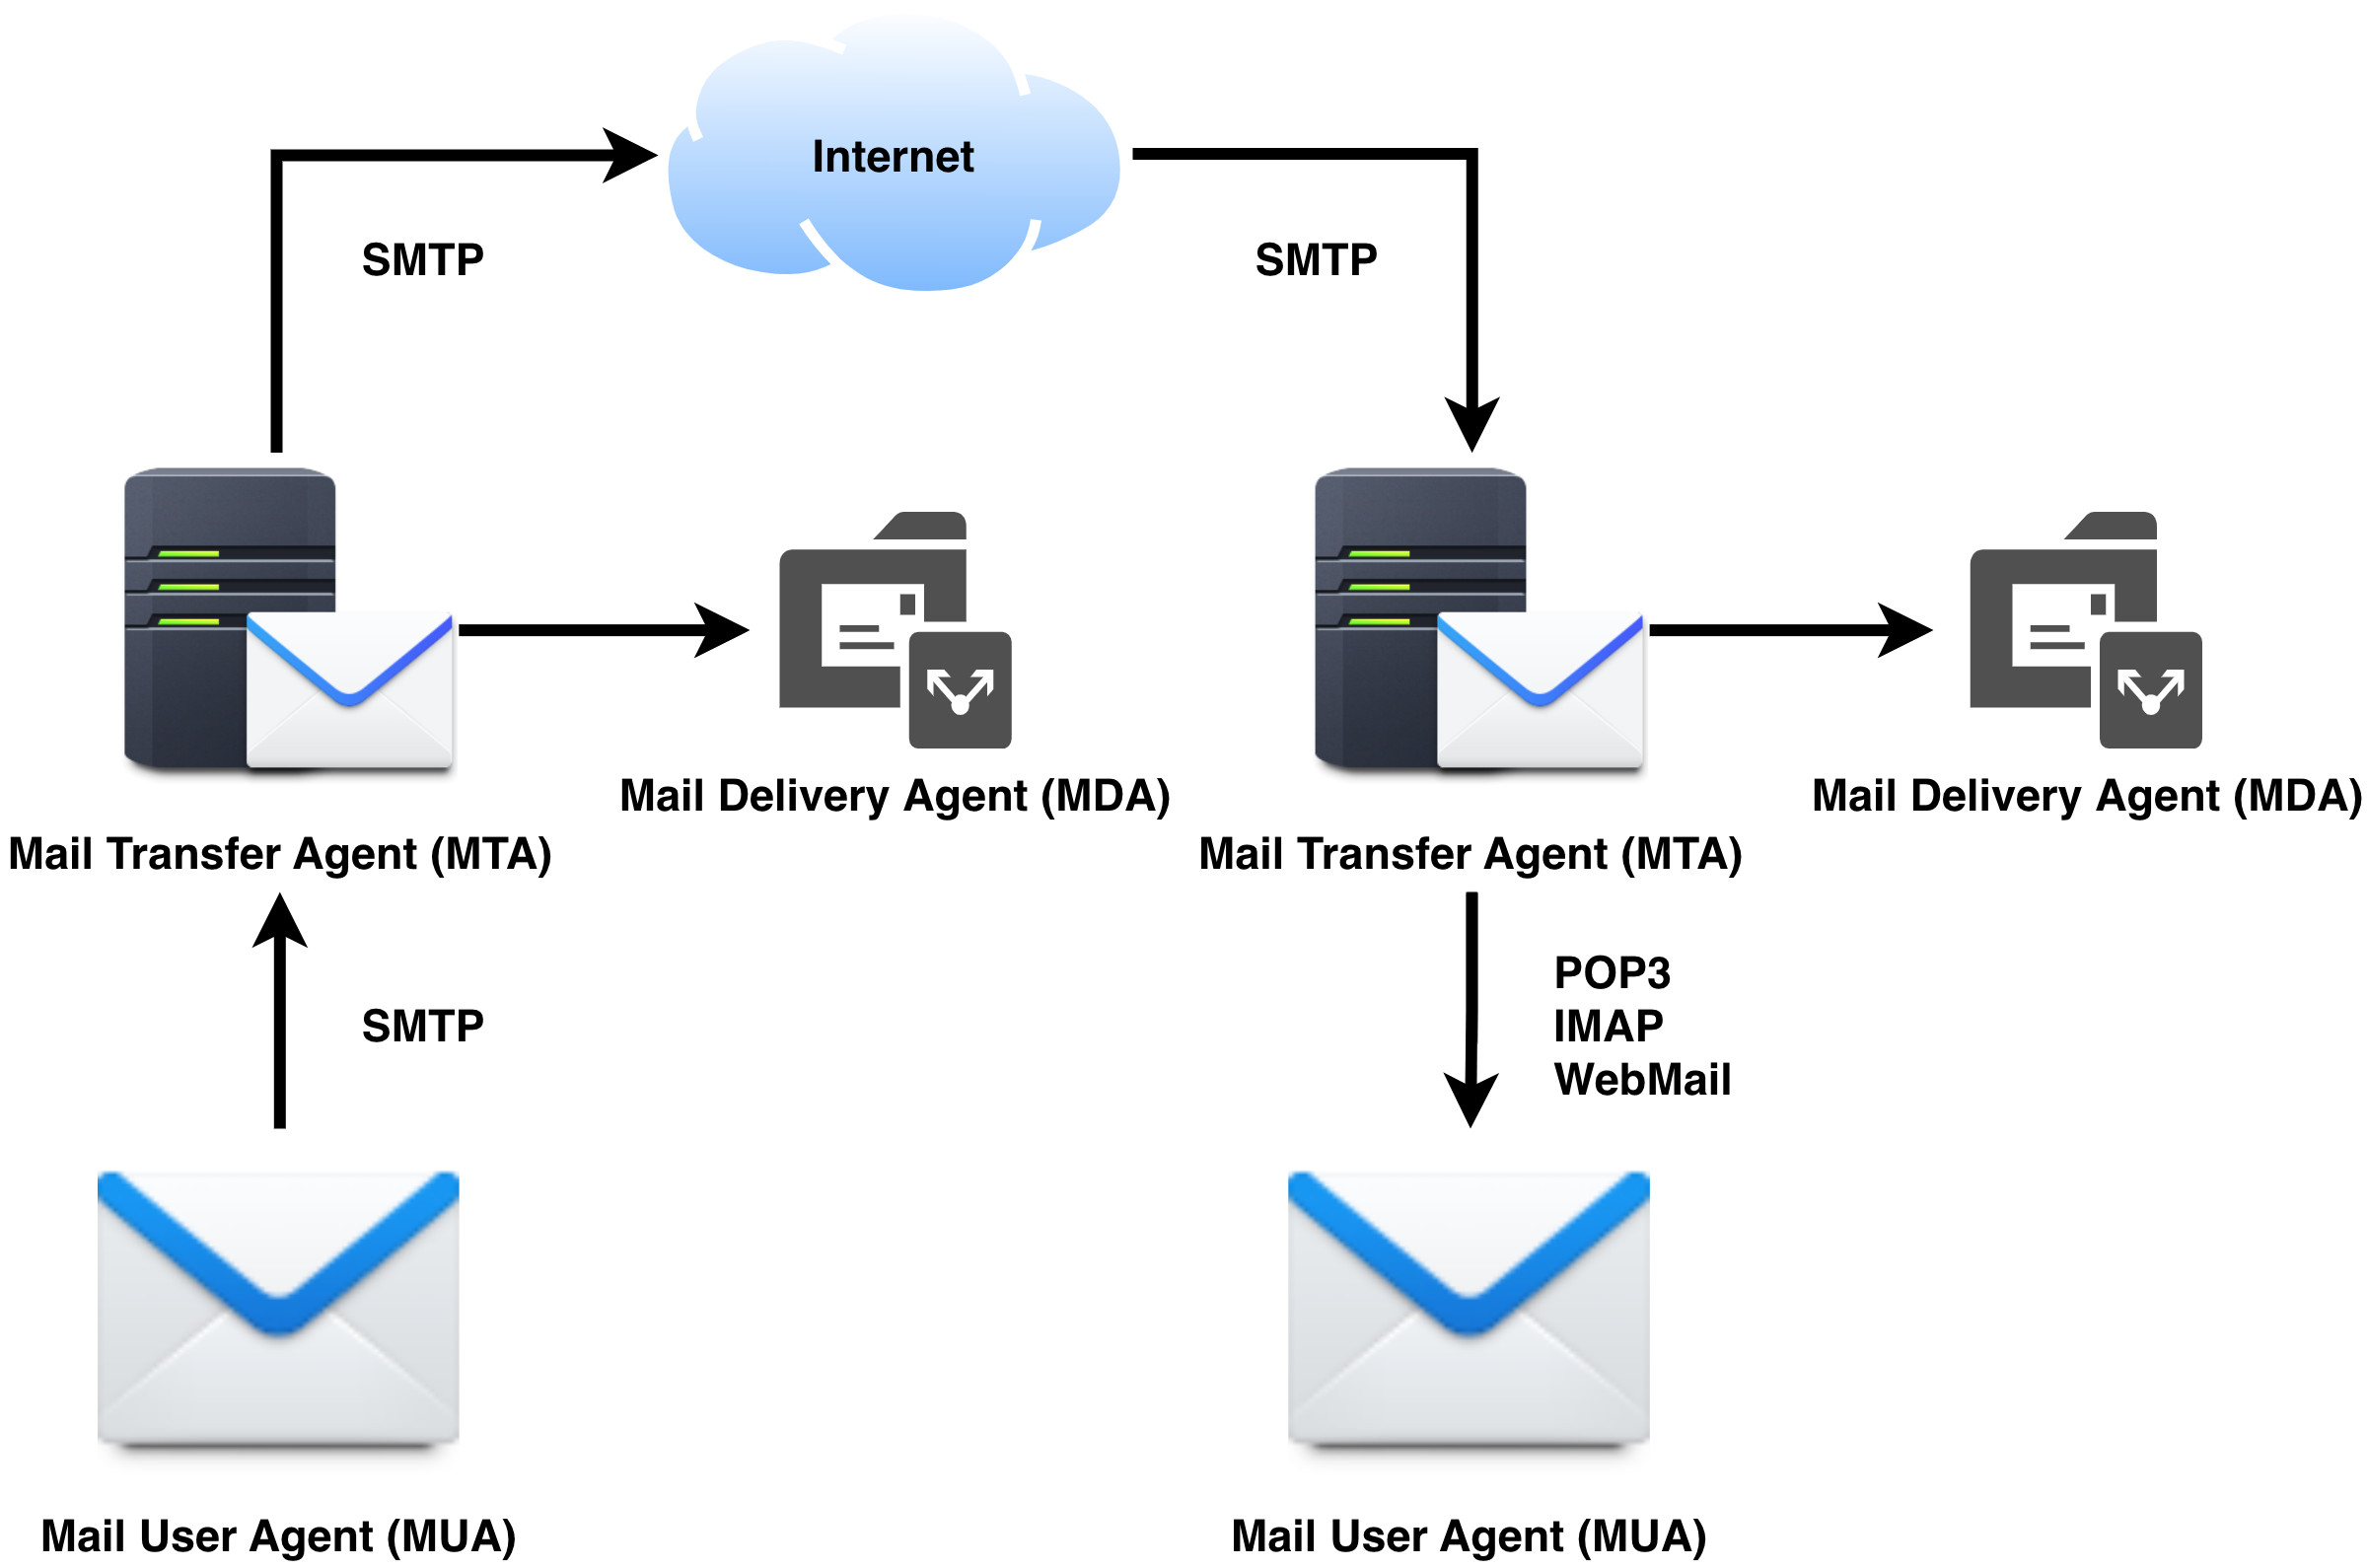 Internet
SMTP
SMTP
Mail Delivery Agent (MDA)
Mail Delivery Agent (MDA)
Mail Transfer Agent (MTA)
Mail Transfer Agent (MTA)
SMTP
POP3
IMAP
WebMail
Mail User Agent (MUA)
Mail User Agent (MUA)